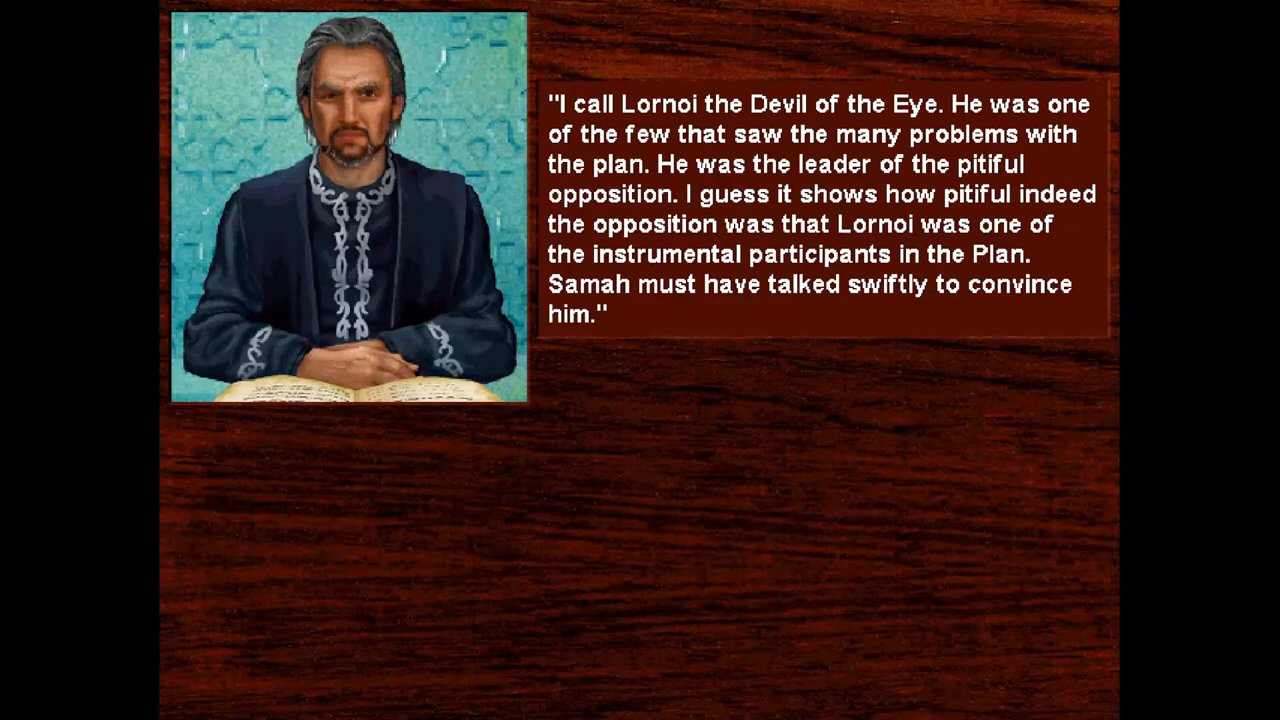 "I call Lornoi the Devil of the Eye. He was one
of the few that saw the many problems with
the plan. He was the leader of the pitiful
opposition. I guess it shows how pitiful indeed
the opposition was that Lornoi was one of
the instrumental participants in the Plan.
Samah must have talked swiftly to convince
him."